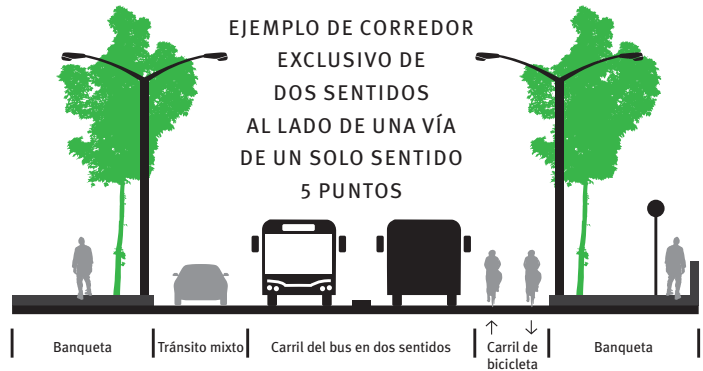 EJEMPLO DE CORREDOR
EXCLUSIVO DE
DOS SENTIDOS
AL LADO DE UNA VÍA
DE UN SOLO SENTIDO
5 PUNTOS
Banqueta
Tránsito mixto
Carril del bus en dos sentidos
Carril de
bicicleta
Banqueta